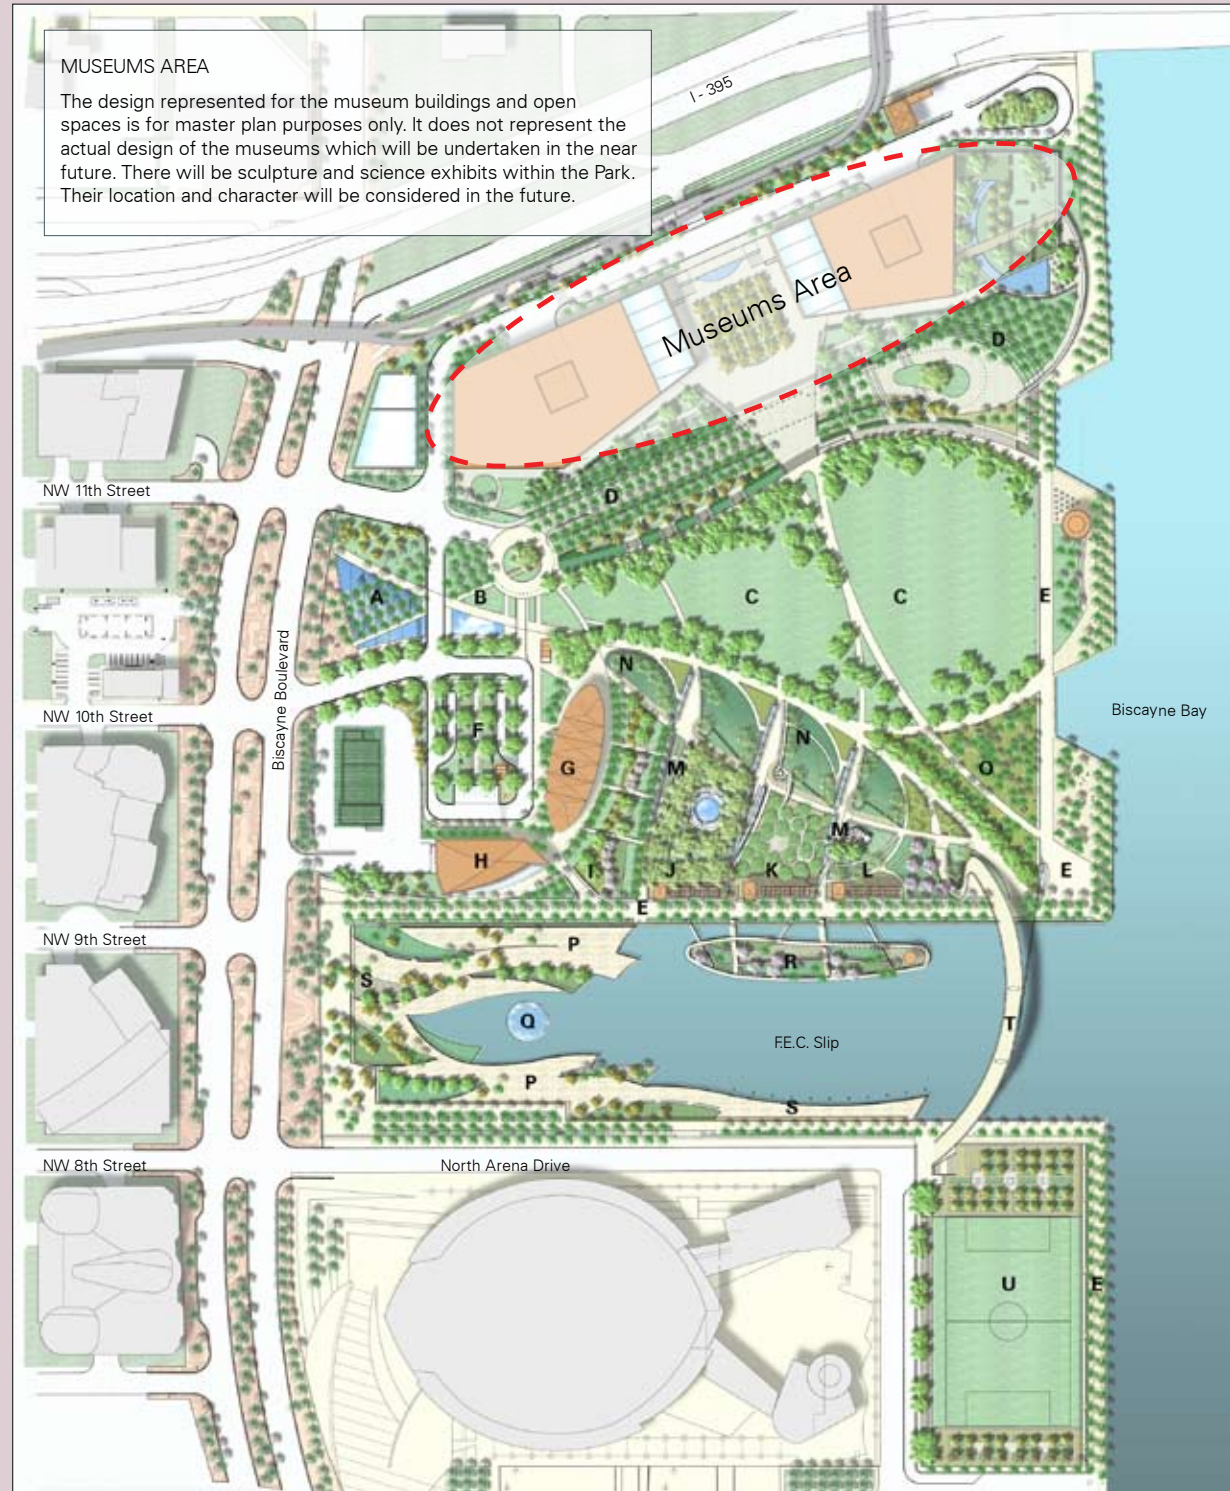 MUSEUMS AREA
The design represented for the museum buildings and open
spaces is for master plan purposes only. It does not represent the
actual design of the museums which will be undertaken in the near
future. There will be sculpture and science exhibits within the Park.
Their location and character will be considered in the future.
I - 395
Museums Area
D
NW 11th Street
D
A
B
C
C
E
Biscayne Boulevard
N
NW 10th Street
Biscayne Bay
F
N
G
M
O
M
H
I
J
K
L
E
E
NW 9th Street
P
R
S
Q
T
F.E.C. Slip
P
S
NW 8th Street
North Arena Drive
U
E